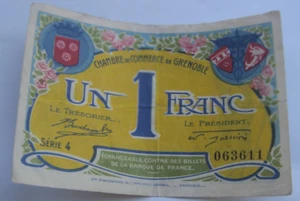 CHAMBRE DE COMMERCE DE GRENOBLE
UN 1 FRANC
LE TRÉSORIER, LE PRÉSIDENT,
SÉRIE 4 063611
ÉCHANGEABLE CONTRE DES BILLETS
DE LA BANQUE DE FRANCE.